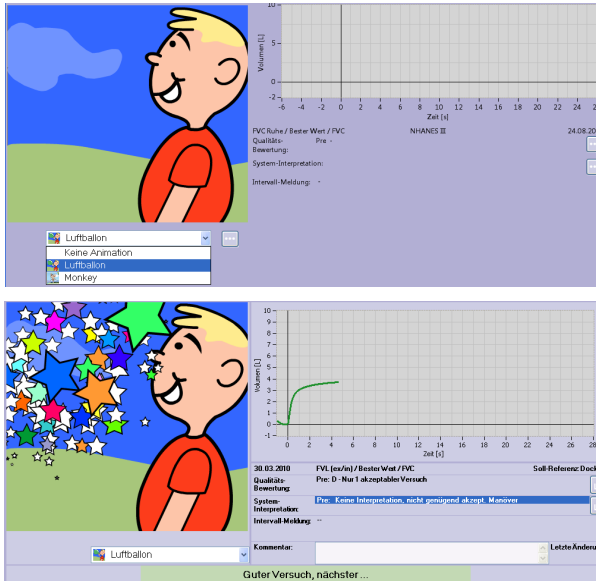 10
5
0
-2
Volumen [L]
-6 -4 -2 0 2 4 6 8 10 12 14 16 18 20 22 24
Zeit [s]
FVC Ruhe / Bester Wert / FVC NHANES III 24.08.20
Qualitäts- Pre -
Bewertung:
System-Interpretation:
Intervall-Meldung: -
Luftballon
Keine Animation
Luftballon
Monkey
10
9
8
7
6
5
4
3
2
1
0
-1
Volumen [L]
0 2 4 6 8 10 12 14 16 18 20 22 24 26 28
Zeit [s]
30.03.2010 FVL (ex/in) / Bester Wert / FVC Soll-Referenz: Dock
Qualitäts- Pre: D - Nur 1 akzeptabler Versuch
Bewertung:
System- Pre: Keine Interpretation, nicht genügend akzept. Manöver
Interpretation:
Intervall-Meldung: --
Kommentar: Letzte Änderu
Luftballon
Guter Versuch, nächster ...